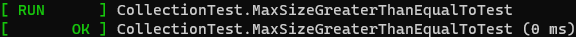 [ RUN      ] CollectionTest.MaxSizeGreaterThanEqualToTest
[       OK ] CollectionTest.MaxSizeGreaterThanEqualToTest (0 ms)